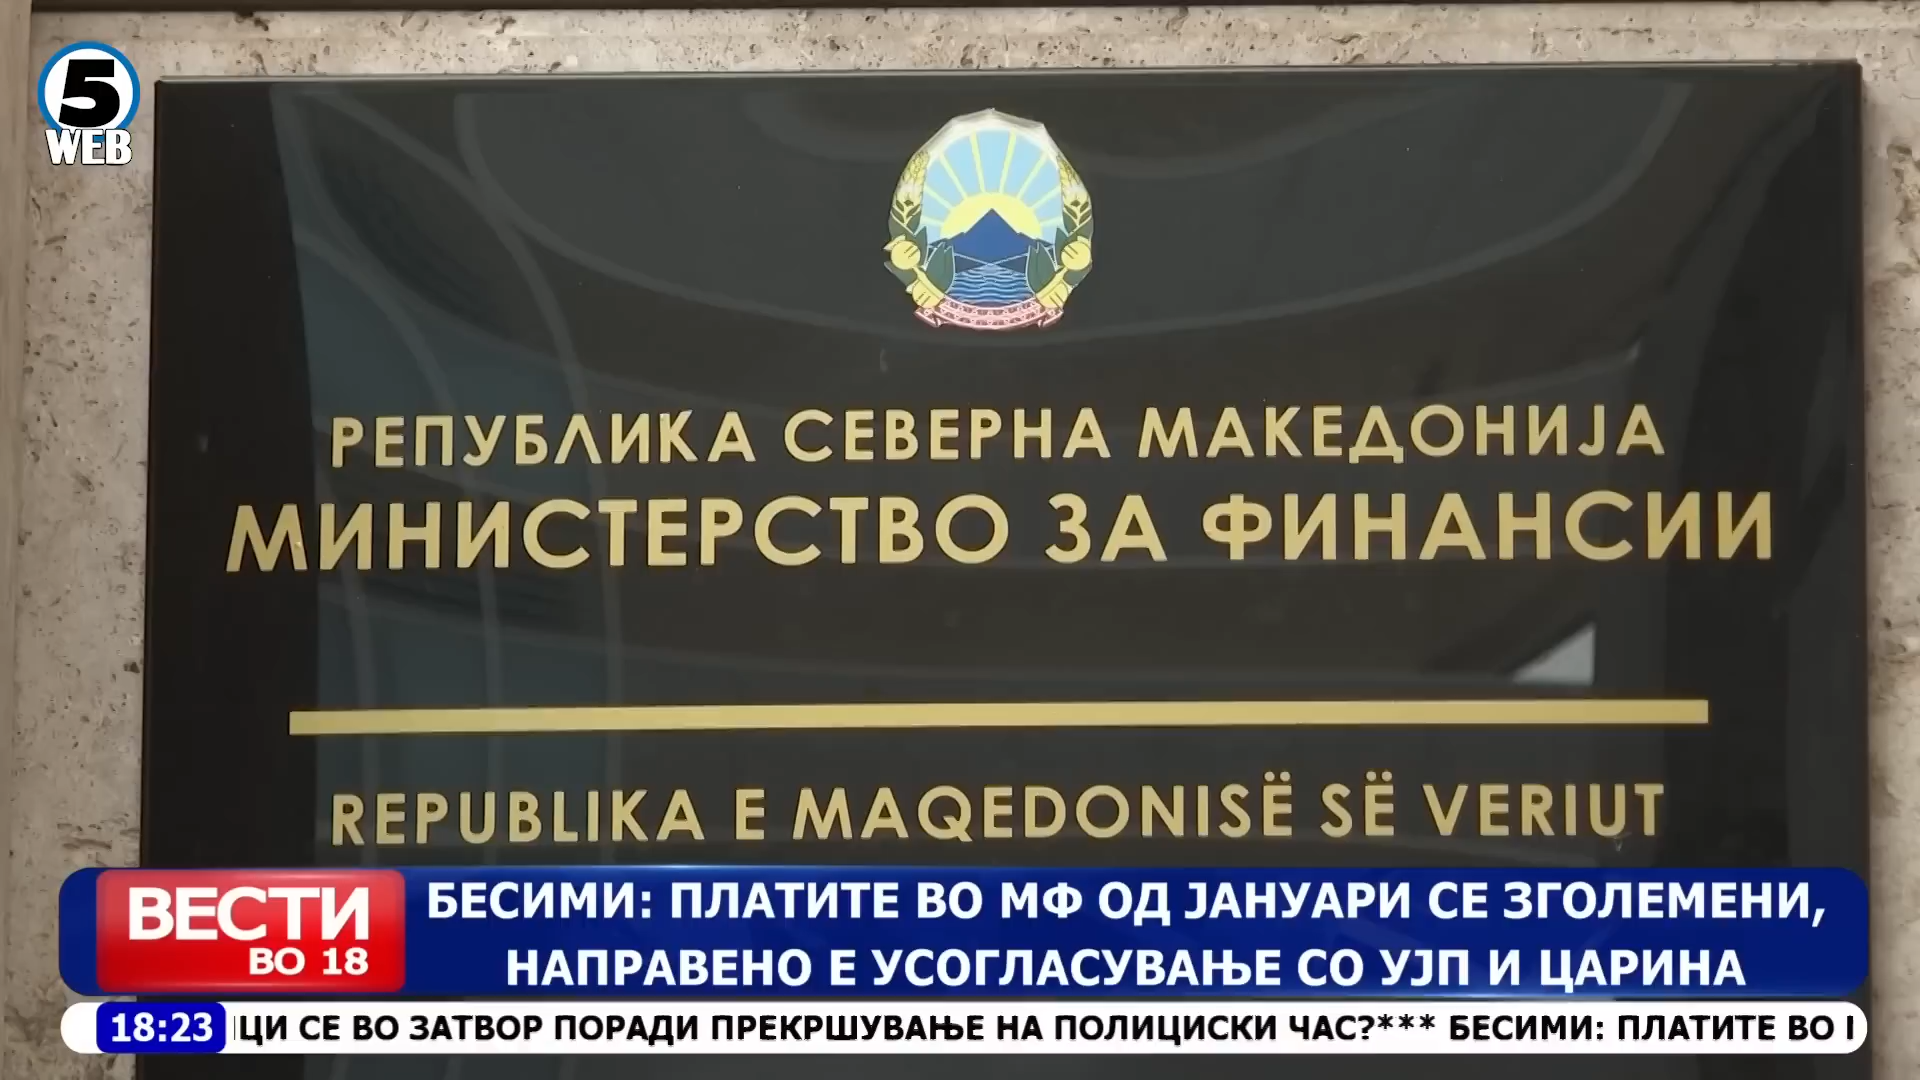 5
WEB
РЕПУБЛИКА СЕВЕРНА МАКЕДОНИЈА
МИНИСТЕРСТВО ЗА ФИНАНСИИ
REPUBLIKA E MAQEDONISË SË VERIUT
ВЕСТИ
ВО 18
БЕСИМИ: ПЛАТИТЕ ВО МФ ОД ЈАНУАРИ СЕ ЗГОЛЕМЕНИ,
НАПРАВЕНО Е УСОГЛАСУВАЊЕ СО УЈП И ЦАРИНА
18:23 ЦИ СЕ ВО ЗАТВОР ПОРАДИ ПРЕКРШУВАЊЕ НА ПОЛИЦИСКИ ЧАС?*** БЕСИМИ: ПЛАТИТЕ ВО